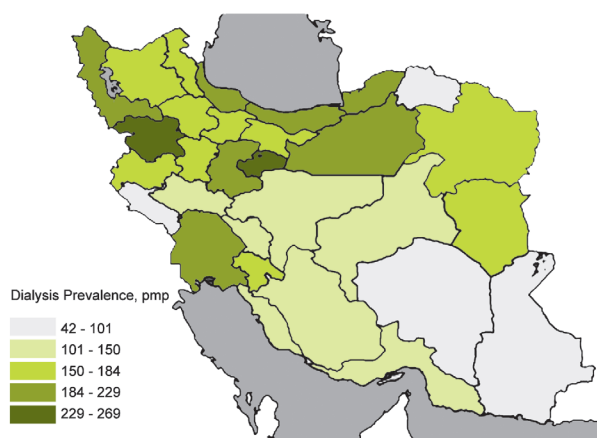 Dialysis Prevalence, pmp
42 - 101
101 - 150
150 - 184
184 - 229
229 - 269